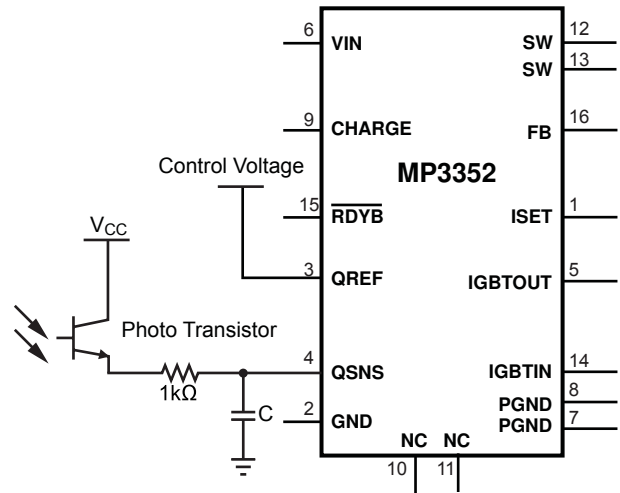 6
VIN
SW
12
SW
13
9
CHARGE
FB
16
MP3352
Control Voltage
15
RDYB
ISET
1
VCC
3
QREF
IGBTOUT
5
Photo Transistor
4
QSNS
IGBTIN
14
1kΩ
PGND
8
C
2
GND
PGND
7
NC
NC
10
11